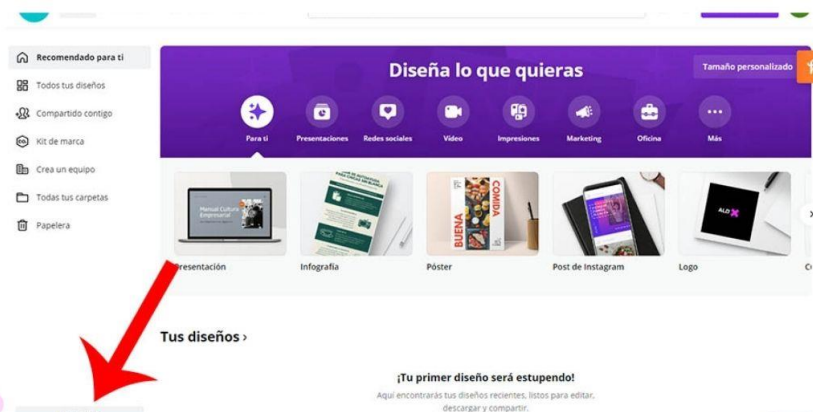 Recomendado para ti
Todos tus diseños
Compartido contigo
Kit de marca
Crea un equipo
Todas tus carpetas
Papelera
Diseña lo que quieras
Tamaño personalizado
Para ti
Presentaciones
Redes sociales
Vídeo
Impresiones
Marketing
Oficina
Más
Manual Cultura
Empresarial
BUENA
COMIDA
ALD
Presentación
Infografía
Póster
Post de Instagram
Logo
Tus diseños ›
¡Tu primer diseño será estupendo!
Aquí encontrarás tus diseños recientes, listos para editar,
descargar y compartir.